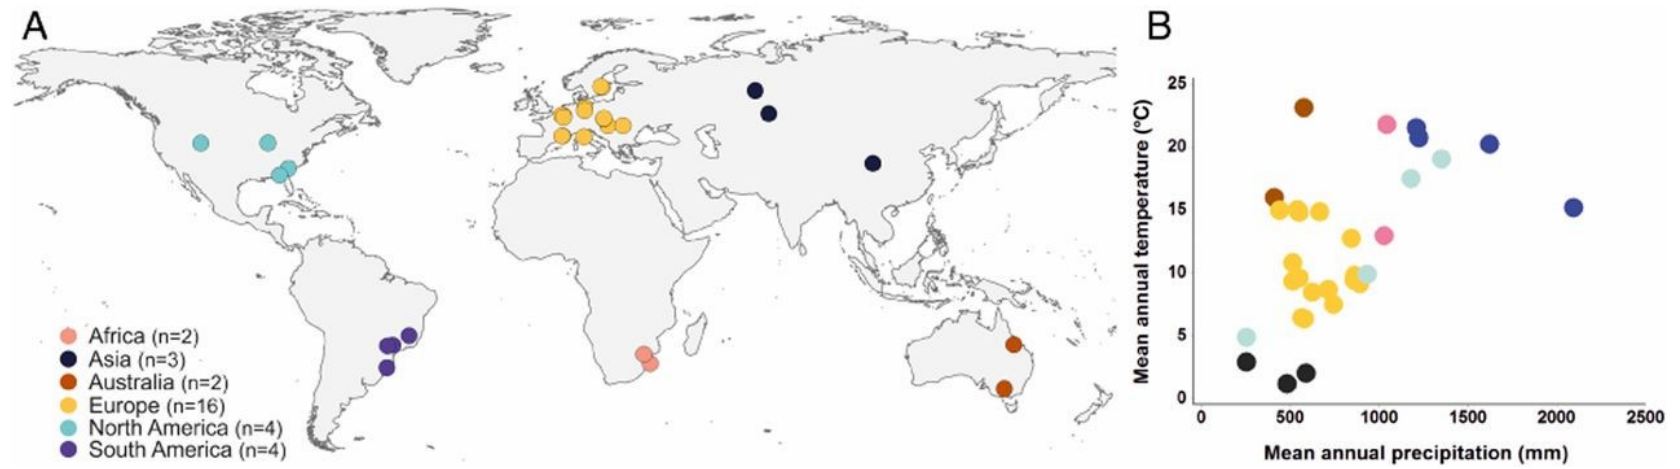 A
Africa (n=2)
Asia (n=3)
Australia (n=2)
Europe (n=16)
North America (n=4)
South America (n=4)
B
Mean annual temperature (°C)
25
20
15
10
5
0
0 500 1000 1500 2000 2500
Mean annual precipitation (mm)